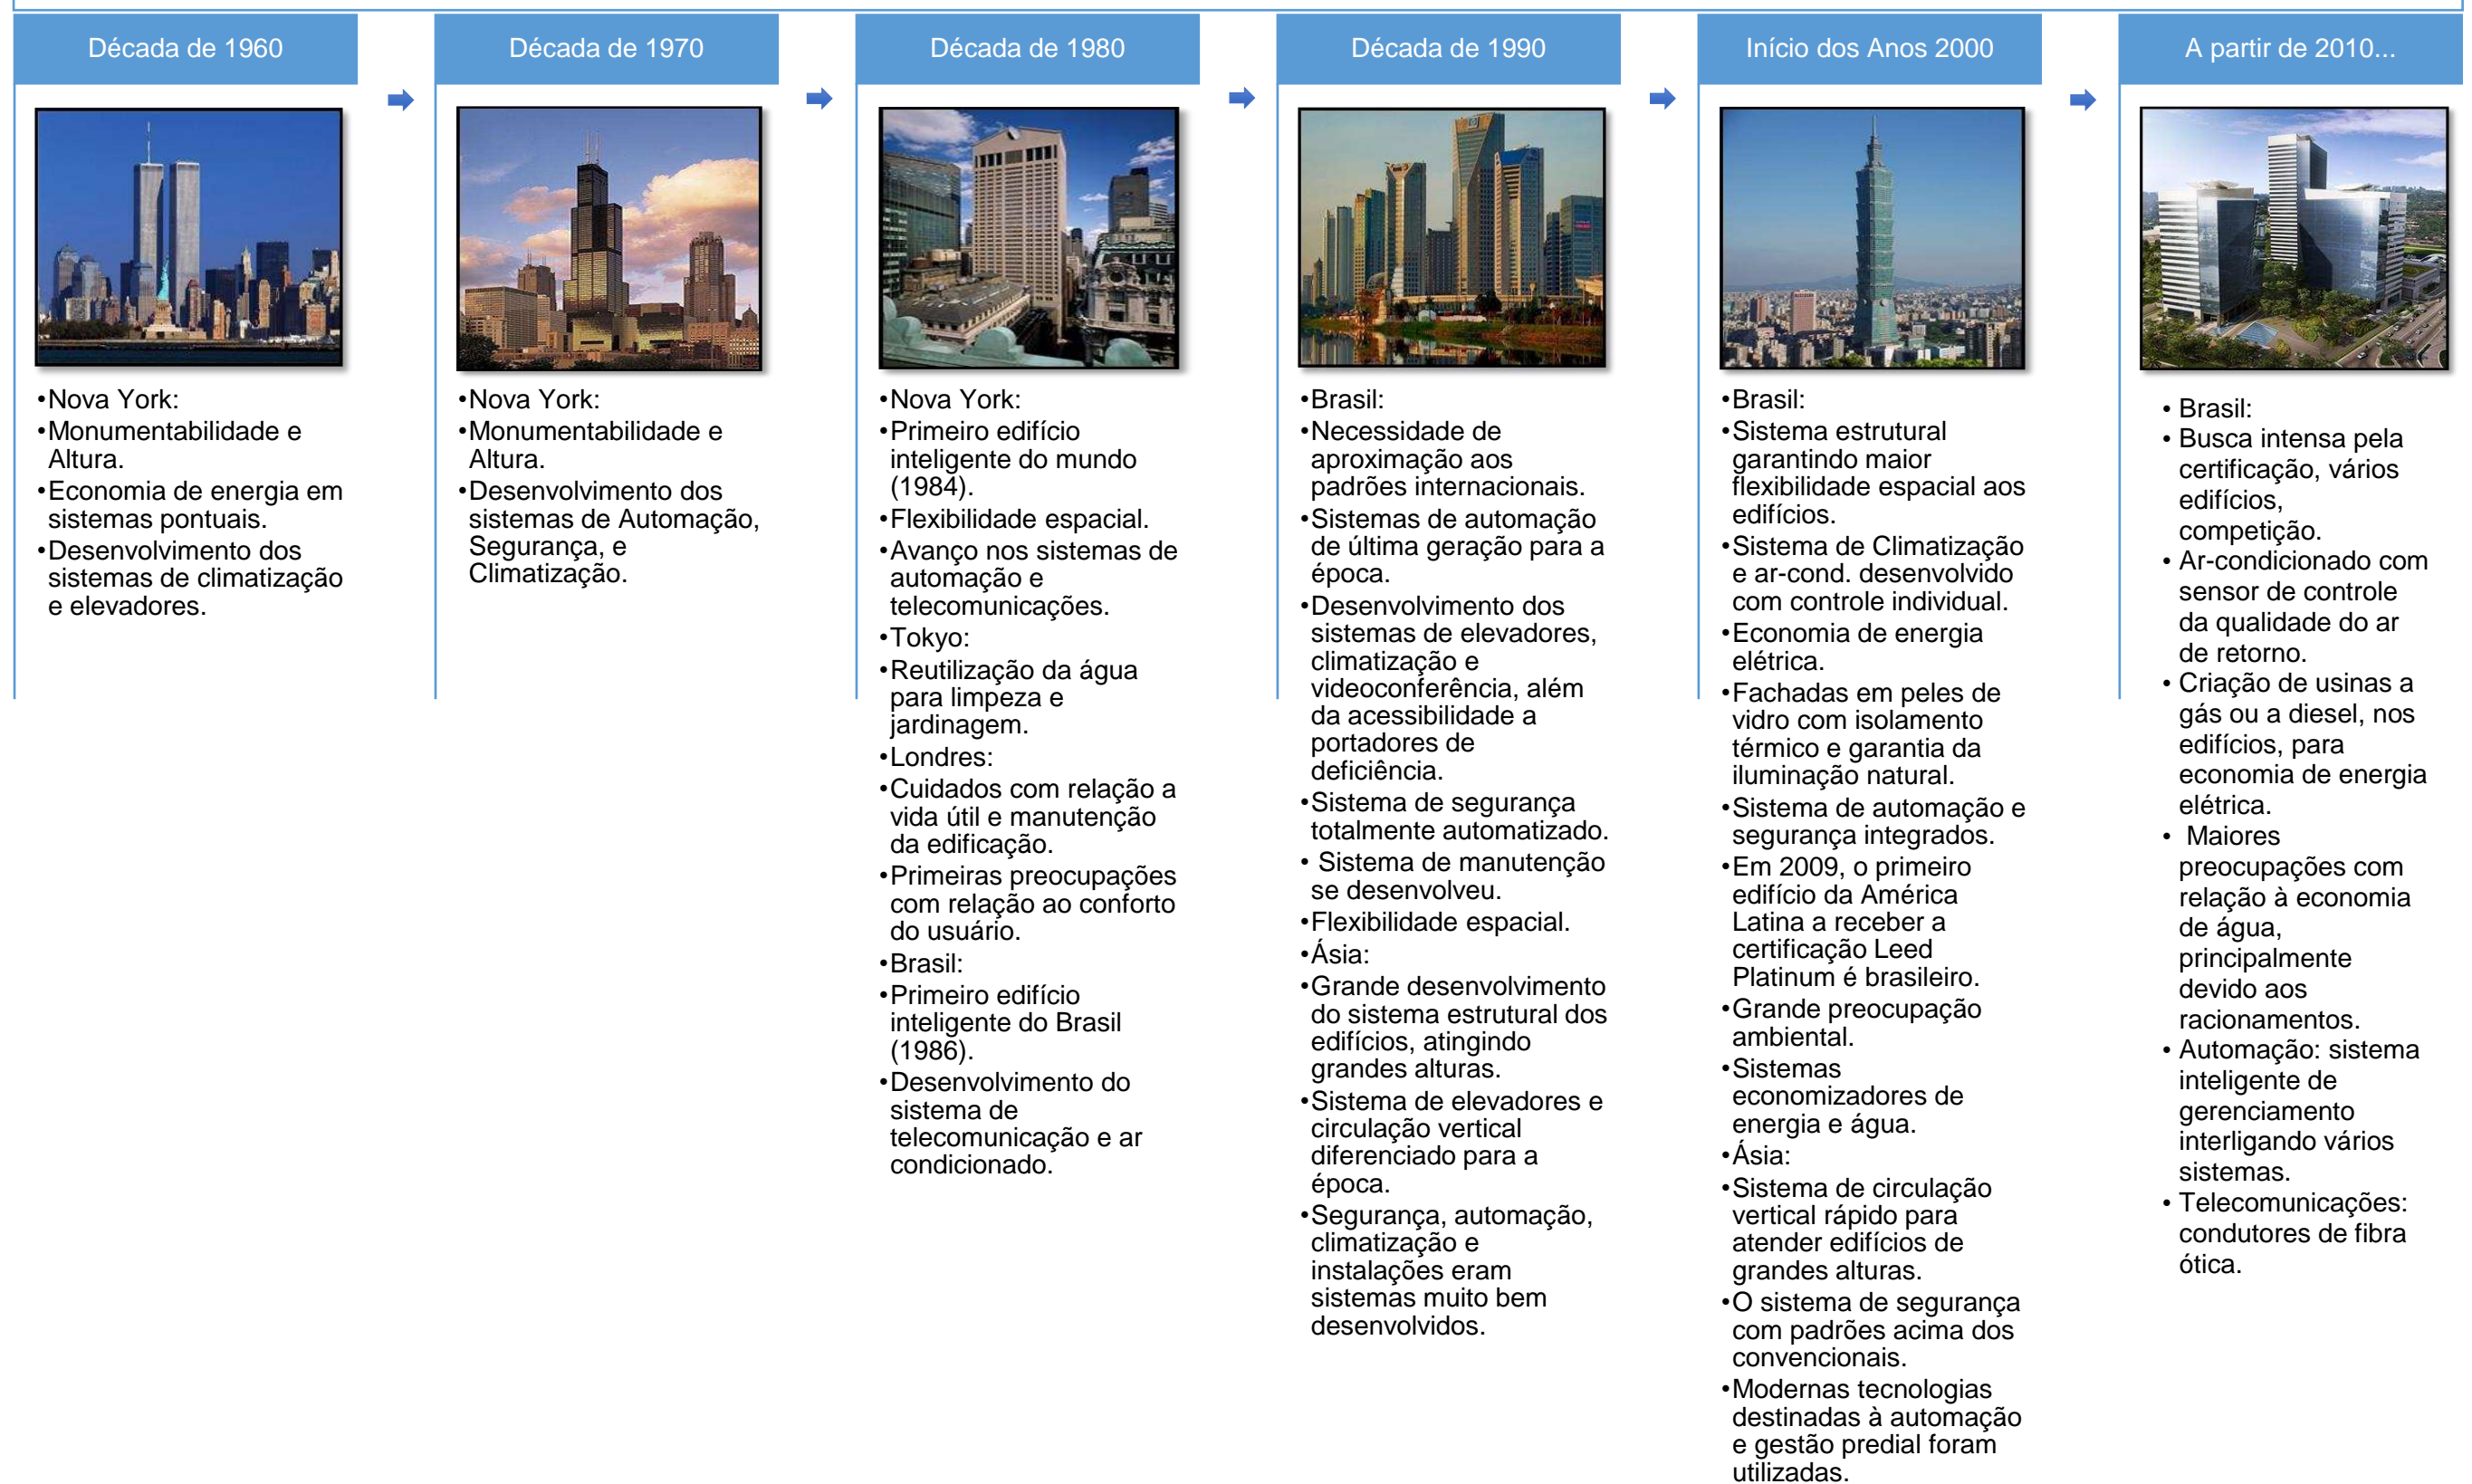 Década de 1960
•Nova York:
•Monumentabilidade e
Altura.
•Economia de energia em
sistemas pontuais.
•Desenvolvimento dos
sistemas de climatização
e elevadores.
Década de 1970
•Nova York:
•Monumentabilidade e
Altura.
•Desenvolvimento dos
sistemas de Automação,
Segurança, e
Climatização.
Década de 1980
•Nova York:
•Primeiro edifício
inteligente do mundo
(1984).
•Flexibilidade espacial.
•Avanço nos sistemas de
automação e
telecomunicações.
•Tokyo:
•Reutilização da água
para limpeza e
jardinagem.
•Londres:
•Cuidados com relação a
vida útil e manutenção
da edificação.
•Primeiras preocupações
com relação ao conforto
do usuário.
•Brasil:
•Primeiro edifício
inteligente do Brasil
(1986).
•Desenvolvimento do
sistema de
telecomunicação e ar
condicionado.
Década de 1990
•Brasil:
•Necessidade de
aproximação aos
padrões internacionais.
•Sistemas de automação
de última geração para a
época.
•Desenvolvimento dos
sistemas de elevadores,
climatização e
videoconferência, além
da acessibilidade a
portadores de
deficiência.
•Sistema de segurança
totalmente automatizado.
• Sistema de manutenção
se desenvolveu.
•Flexibilidade espacial.
•Ásia:
•Grande desenvolvimento
do sistema estrutural dos
edifícios, atingindo
grandes alturas.
•Sistema de elevadores e
circulação vertical
diferenciado para a
época.
•Segurança, automação,
climatização e
instalações eram
sistemas muito bem
desenvolvidos.
Início dos Anos 2000
•Brasil:
•Sistema estrutural
garantindo maior
flexibilidade espacial aos
edifícios.
•Sistema de Climatização
e ar-cond. desenvolvido
com controle individual.
•Economia de energia
elétrica.
•Fachadas em peles de
vidro com isolamento
térmico e garantia da
iluminação natural.
•Sistema de automação e
segurança integrados.
•Em 2009, o primeiro
edifício da América
Latina a receber a
certificação Leed
Platinum é brasileiro.
•Grande preocupação
ambiental.
•Sistemas
economizadores de
energia e água.
•Ásia:
•Sistema de circulação
vertical rápido para
atender edifícios de
grandes alturas.
•O sistema de segurança
com padrões acima dos
convencionais.
•Modernas tecnologias
destinadas à automação
e gestão predial foram
utilizadas.
A partir de 2010...
• Brasil:
• Busca intensa pela
certificação, vários
edifícios,
competição.
• Ar-condicionado com
sensor de controle
da qualidade do ar
de retorno.
• Criação de usinas a
gás ou a diesel, nos
edifícios, para
economia de energia
elétrica.
• Maiores
preocupações com
relação à economia
de água,
principalmente
devido aos
racionamentos.
• Automação: sistema
inteligente de
gerenciamento
interligando vários
sistemas.
• Telecomunicações:
condutores de fibra
ótica.